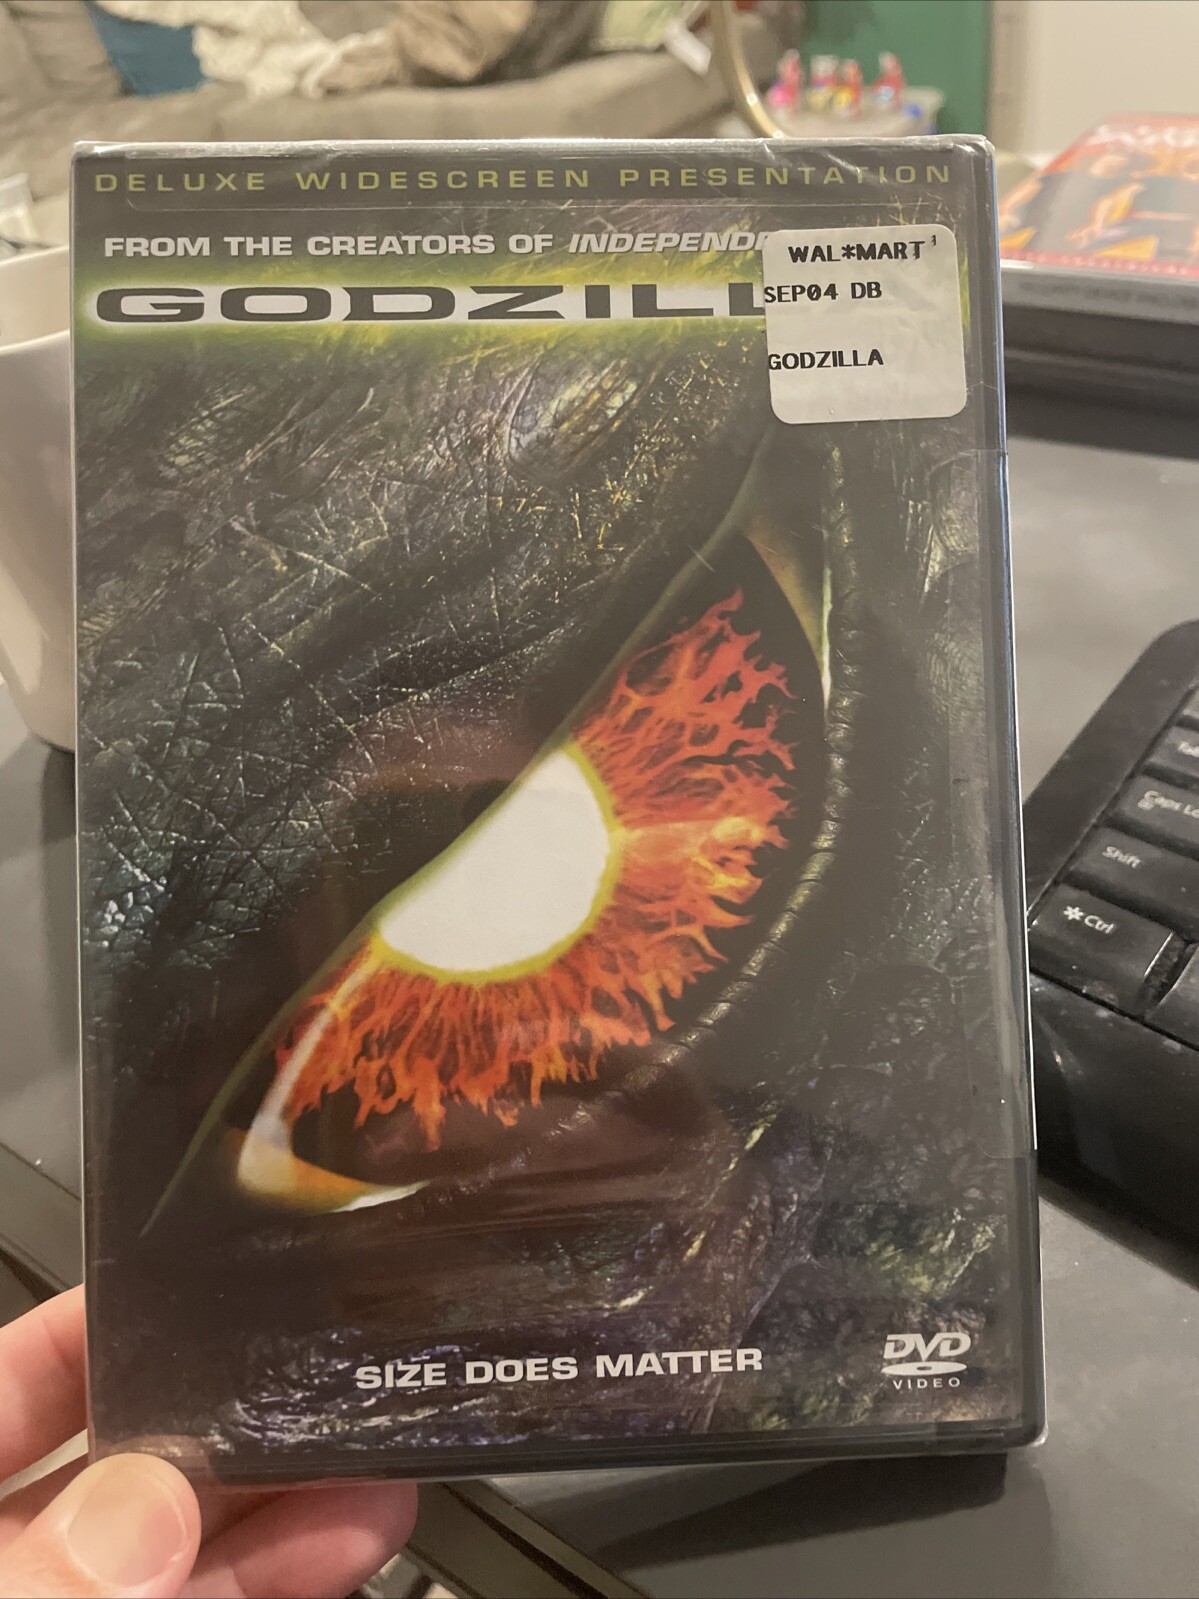 DELUXE WIDESCREEN PRESENTATION
FROM THE CREATORS OF INDEPENDE
GODZILL
WAL*MART
SEP04 DB
GODZILLA
SIZE DOES MATTER
DVD
VIDEO
Caps L
Shift
* Ctrl